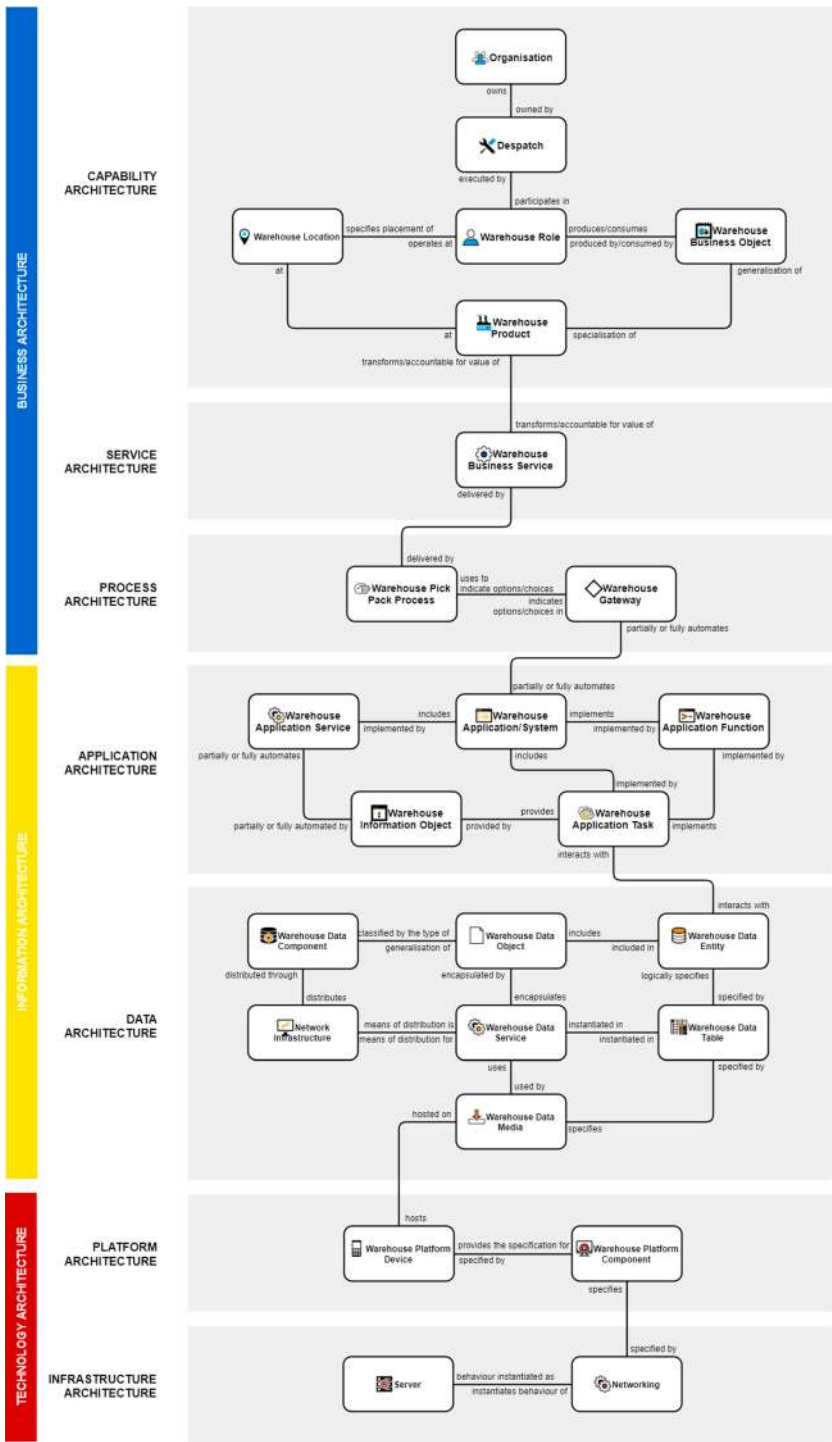 BUSINESS ARCHITECTURE
CAPABILITY
ARCHITECTURE
Organisation
owns
owned by
Despatch
executed by
participates in
Warehouse Location
specifies placement of
operates at
Warehouse Role
produces/consumes
produced by/consumed by
Warehouse
Business Object
at
generalisation of
at
Warehouse
Product
specialisation of
transforms/accountable for value of
SERVICE
ARCHITECTURE
transforms/accountable for value of
Warehouse
Business Service
delivered by
PROCESS
ARCHITECTURE
delivered by
Warehouse Pick
Pack Process
uses to
indicate options/choices
indicates
options/choices in
Warehouse
Gateway
partially or fully automates
INFORMATION ARCHITECTURE
APPLICATION
ARCHITECTURE
partially or fully automates
Warehouse
Application Service
includes
implemented by
Warehouse
Application/System
implements
implemented by
Warehouse
Application Function
partially or fully automates
includes
implemented by
implemented by
partially or fully automated by
Warehouse
Information Object
provides
provided by
Warehouse
Application Task
implements
interacts with
DATA
ARCHITECTURE
interacts with
Warehouse Data
Component
classified by the type of
generalisation of
Warehouse Data
Object
includes
included in
Warehouse Data
Entity
distributed through
encapsulated by
logically specifies
distributes
encapsulates
specified by
Network
Infrastructure
means of distribution is
means of distribution for
Warehouse Data
Service
instantiated in
instantiated in
Warehouse Data
Table
uses
specified by
used by
hosted on
Warehouse Data
Media
specifies
TECHNOLOGY ARCHITECTURE
PLATFORM
ARCHITECTURE
hosts
Warehouse Platform
Device
provides the specification for
specified by
Warehouse Platform
Component
specifies
INFRASTRUCTURE
ARCHITECTURE
specified by
Server
behaviour instantiated as
instantiates behaviour of
Networking